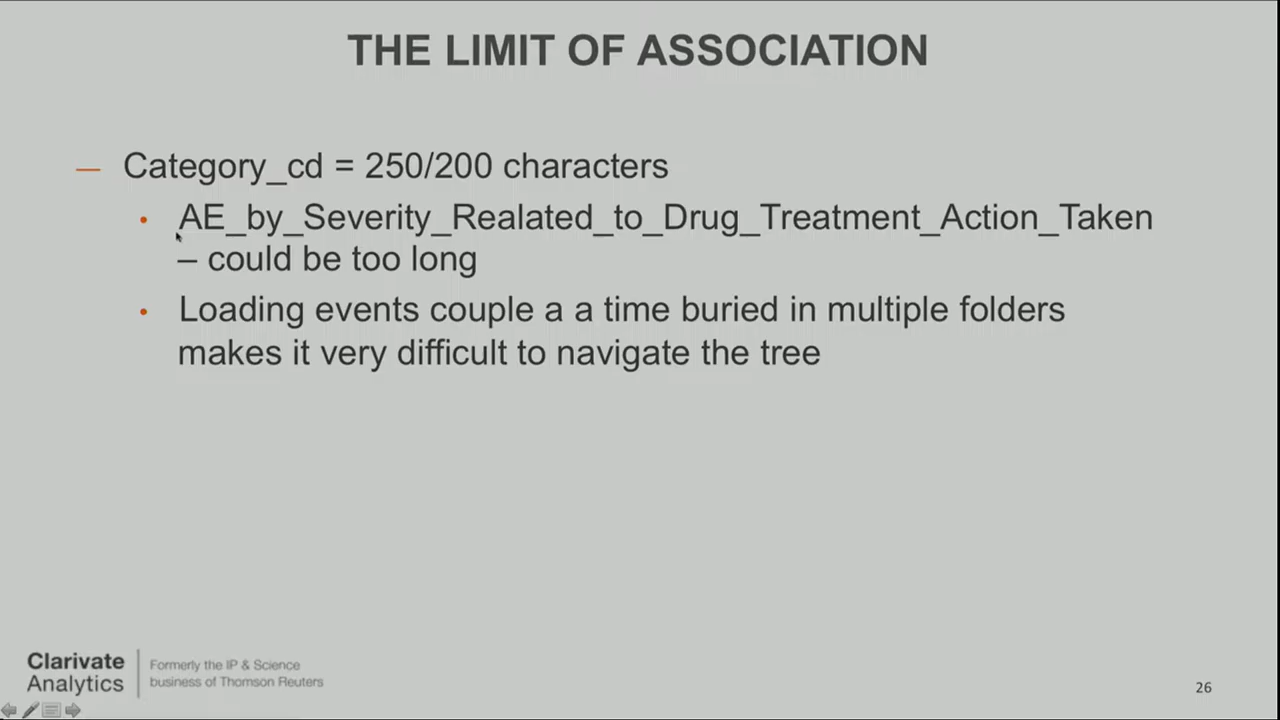 THE LIMIT OF ASSOCIATION
— Category_cd = 250/200 characters
• AE_by_Severity_Realated_to_Drug_Treatment_Action_Taken
– could be too long
• Loading events couple a a time buried in multiple folders
makes it very difficult to navigate the tree
Clarivate
Analytics
Formerly the IP & Science
business of Thomson Reuters
26